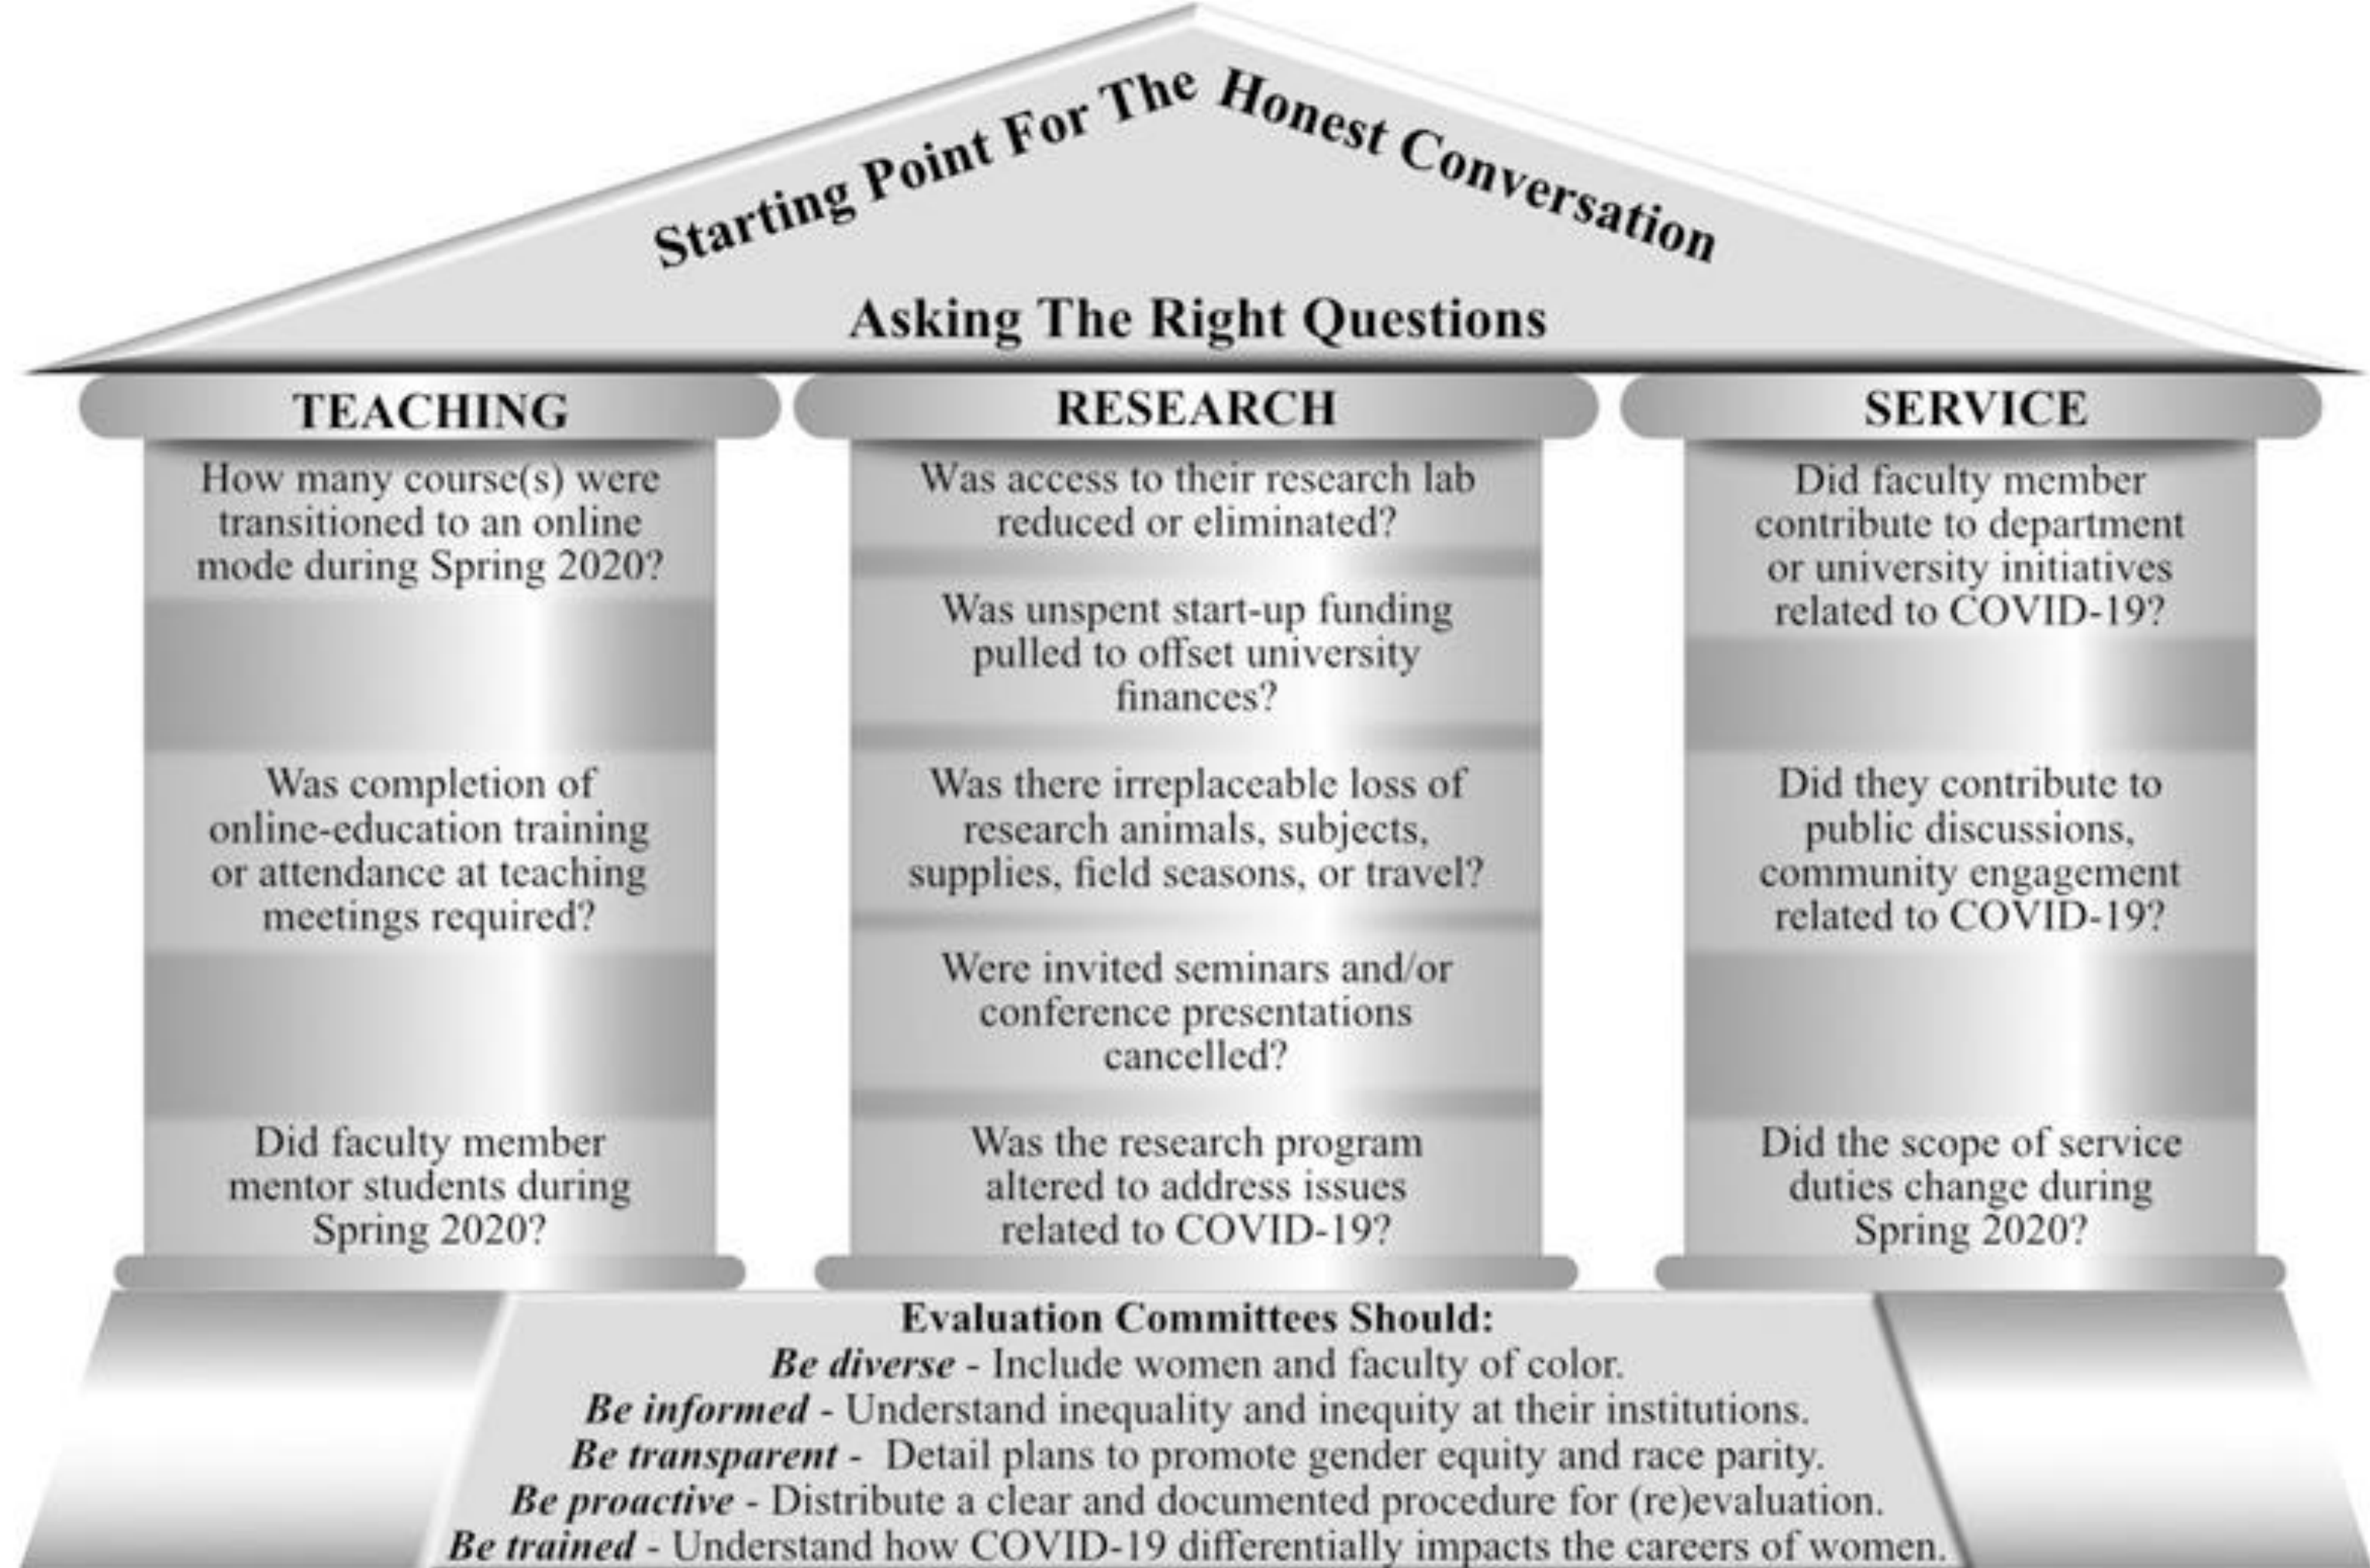 Starting Point For The Honest Conversation
Asking The Right Questions
TEACHING
How many course(s) were
transitioned to an online
mode during Spring 2020?
Was completion of
online-education training
or attendance at teaching
meetings required?
Did faculty member
mentor students during
Spring 2020?
RESEARCH
Was access to their research lab
reduced or eliminated?
Was unspent start-up funding
pulled to offset university
finances?
Was there irreplaceable loss of
research animals, subjects,
supplies, field seasons, or travel?
Were invited seminars and/or
conference presentations
cancelled?
Was the research program
altered to address issues
related to COVID-19?
SERVICE
Did faculty member
contribute to department
or university initiatives
related to COVID-19?
Did they contribute to
public discussions,
community engagement
related to COVID-19?
Did the scope of service
duties change during
Spring 2020?
Evaluation Committees Should:
Be diverse - Include women and faculty of color.
Be informed - Understand inequality and inequity at their institutions.
Be transparent - Detail plans to promote gender equity and race parity.
Be proactive - Distribute a clear and documented procedure for (re)evaluation.
Be trained - Understand how COVID-19 differentially impacts the careers of women.